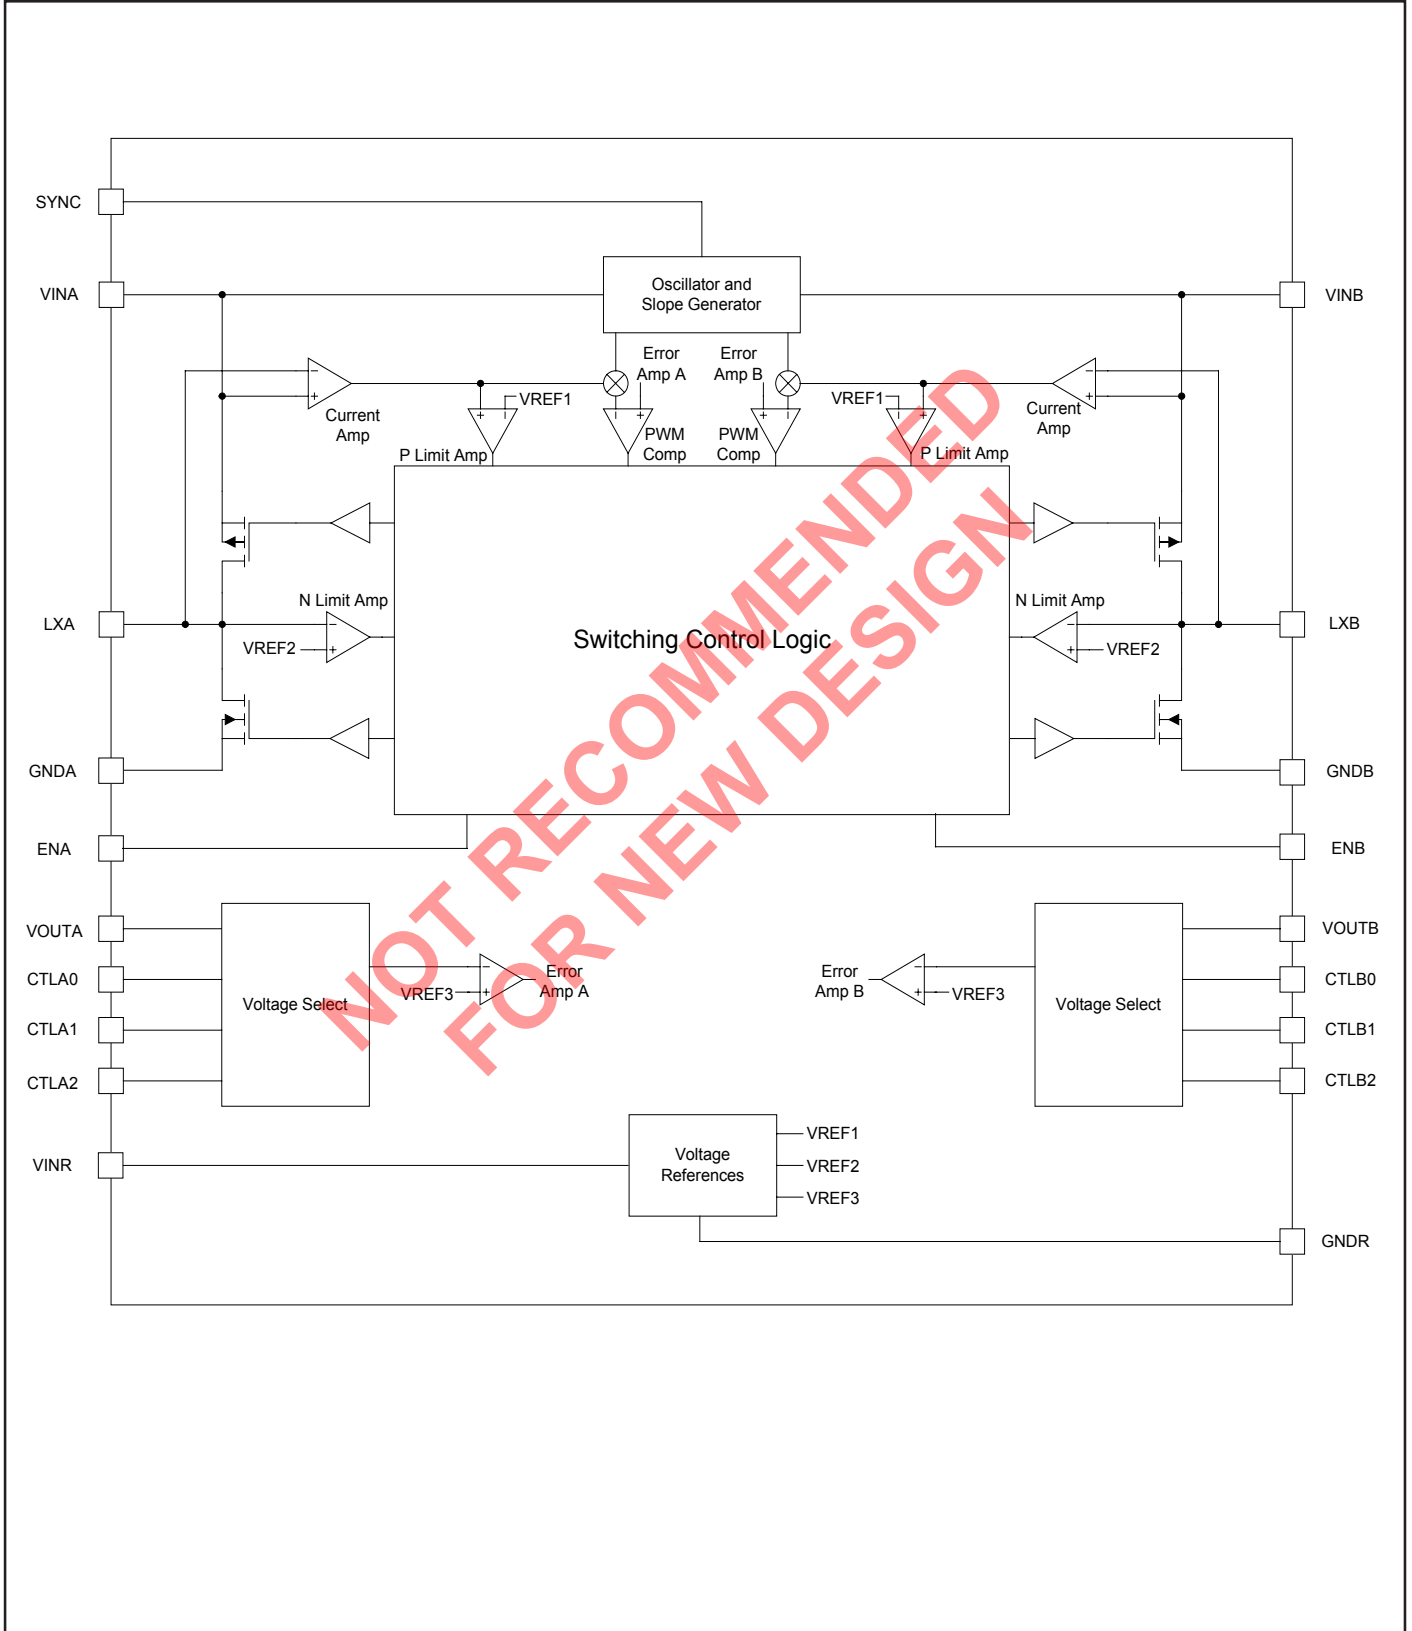 SYNC
VINA
Oscillator and
Slope Generator
VINB
Error
Amp A
Error
Amp B
VREF1
VREF1
- +
Current
Amp
+ -
- +
PWM
Comp
+ -
PWM
Comp
- +
- +
Current
Amp
P Limit Amp
P Limit Amp
N Limit Amp
N Limit Amp
LXA
- +
VREF2
Switching Control Logic
- +
VREF2
LXB
GNDA
GNDB
ENA
ENB
VOUTA
CTLA0
CTLA1
CTLA2
Voltage Select
VREF3
- +
Error
Amp A
Error
Amp B
- +
VREF3
Voltage Select
VOUTB
CTLB0
CTLB1
CTLB2
VINR
Voltage
References
VREF1
VREF2
VREF3
GNDR
NOT RECOMMENDED
FOR NEW DESIGN